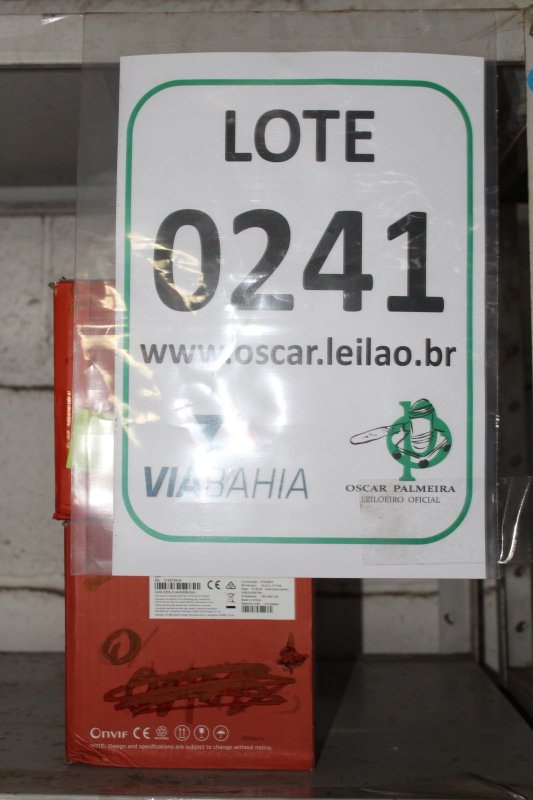 LOTE
0241
www.oscar.leilao.br
VIABAHIA
OSCAR PALMEIRA
LEILOEIRO OFICIAL
ONVIF CE
NOTE: Design and specifications are subject to change without notice.